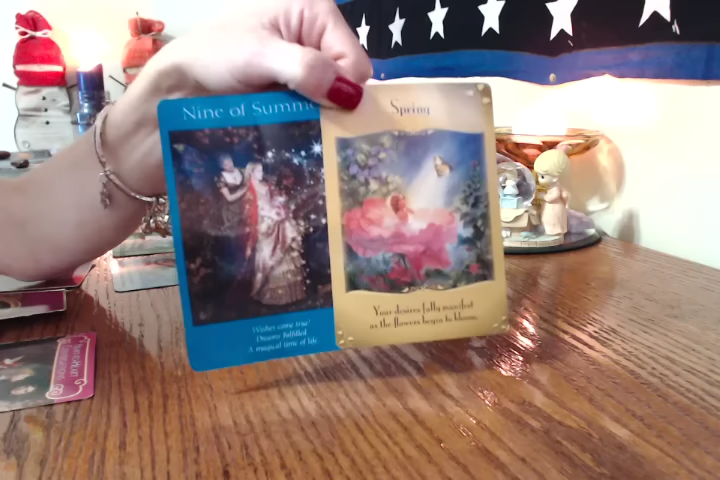 Nine of Summe
Spring
Wishes come true!
Dreams fulfilled.
A magical time of life.
Your desires fully manifest
as the flowers begin to bloom.